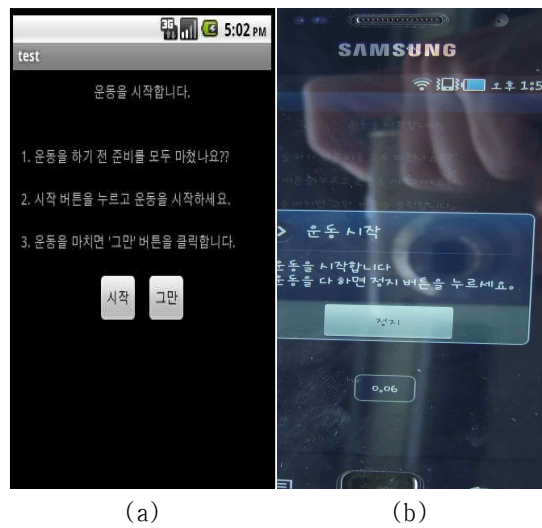 3G 5:02 PM
test
운동을 시작합니다.
1. 운동을 하기 전 준비를 모두 마쳤나요??
2. 시작 버튼을 누르고 운동을 시작하세요.
3. 운동을 마치면 '그만' 버튼을 클릭합니다.
시작 그만
(a)
SAMSUNG
오후 1:5
운동 시작
운동을 시작합니다
운동을 다 하면 정지 버튼을 누르세요.
정지
0.06
(b)